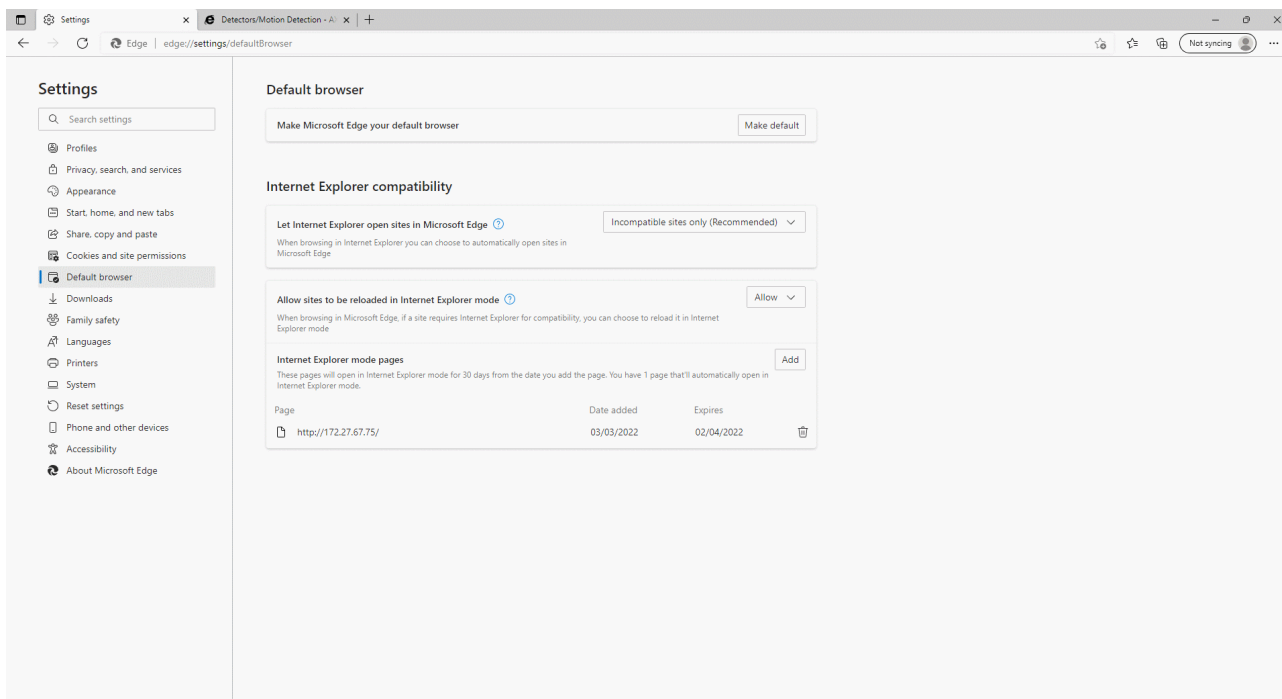 Settings
Detectors/Motion Detection - A
Edge | edge://settings/defaultBrowser
Not syncing
Settings
Search settings
Profiles
Privacy, search, and services
Appearance
Start, home, and new tabs
Share, copy and paste
Cookies and site permissions
Default browser
Downloads
Family safety
Languages
Printers
System
Reset settings
Phone and other devices
Accessibility
About Microsoft Edge
Default browser
Make Microsoft Edge your default browser
Make default
Internet Explorer compatibility
Let Internet Explorer open sites in Microsoft Edge
Incompatible sites only (Recommended)
When browsing in Internet Explorer you can choose to automatically open sites in
Microsoft Edge
Allow sites to be reloaded in Internet Explorer mode
Allow
When browsing in Microsoft Edge, if a site requires Internet Explorer for compatibility, you can choose to reload it in Internet
Explorer mode
Internet Explorer mode pages
Add
These pages will open in Internet Explorer mode for 30 days from the date you add the page. You have 1 page that'll automatically open in
Internet Explorer mode.
Page Date added Expires
http://172.27.67.75/ 03/03/2022 02/04/2022